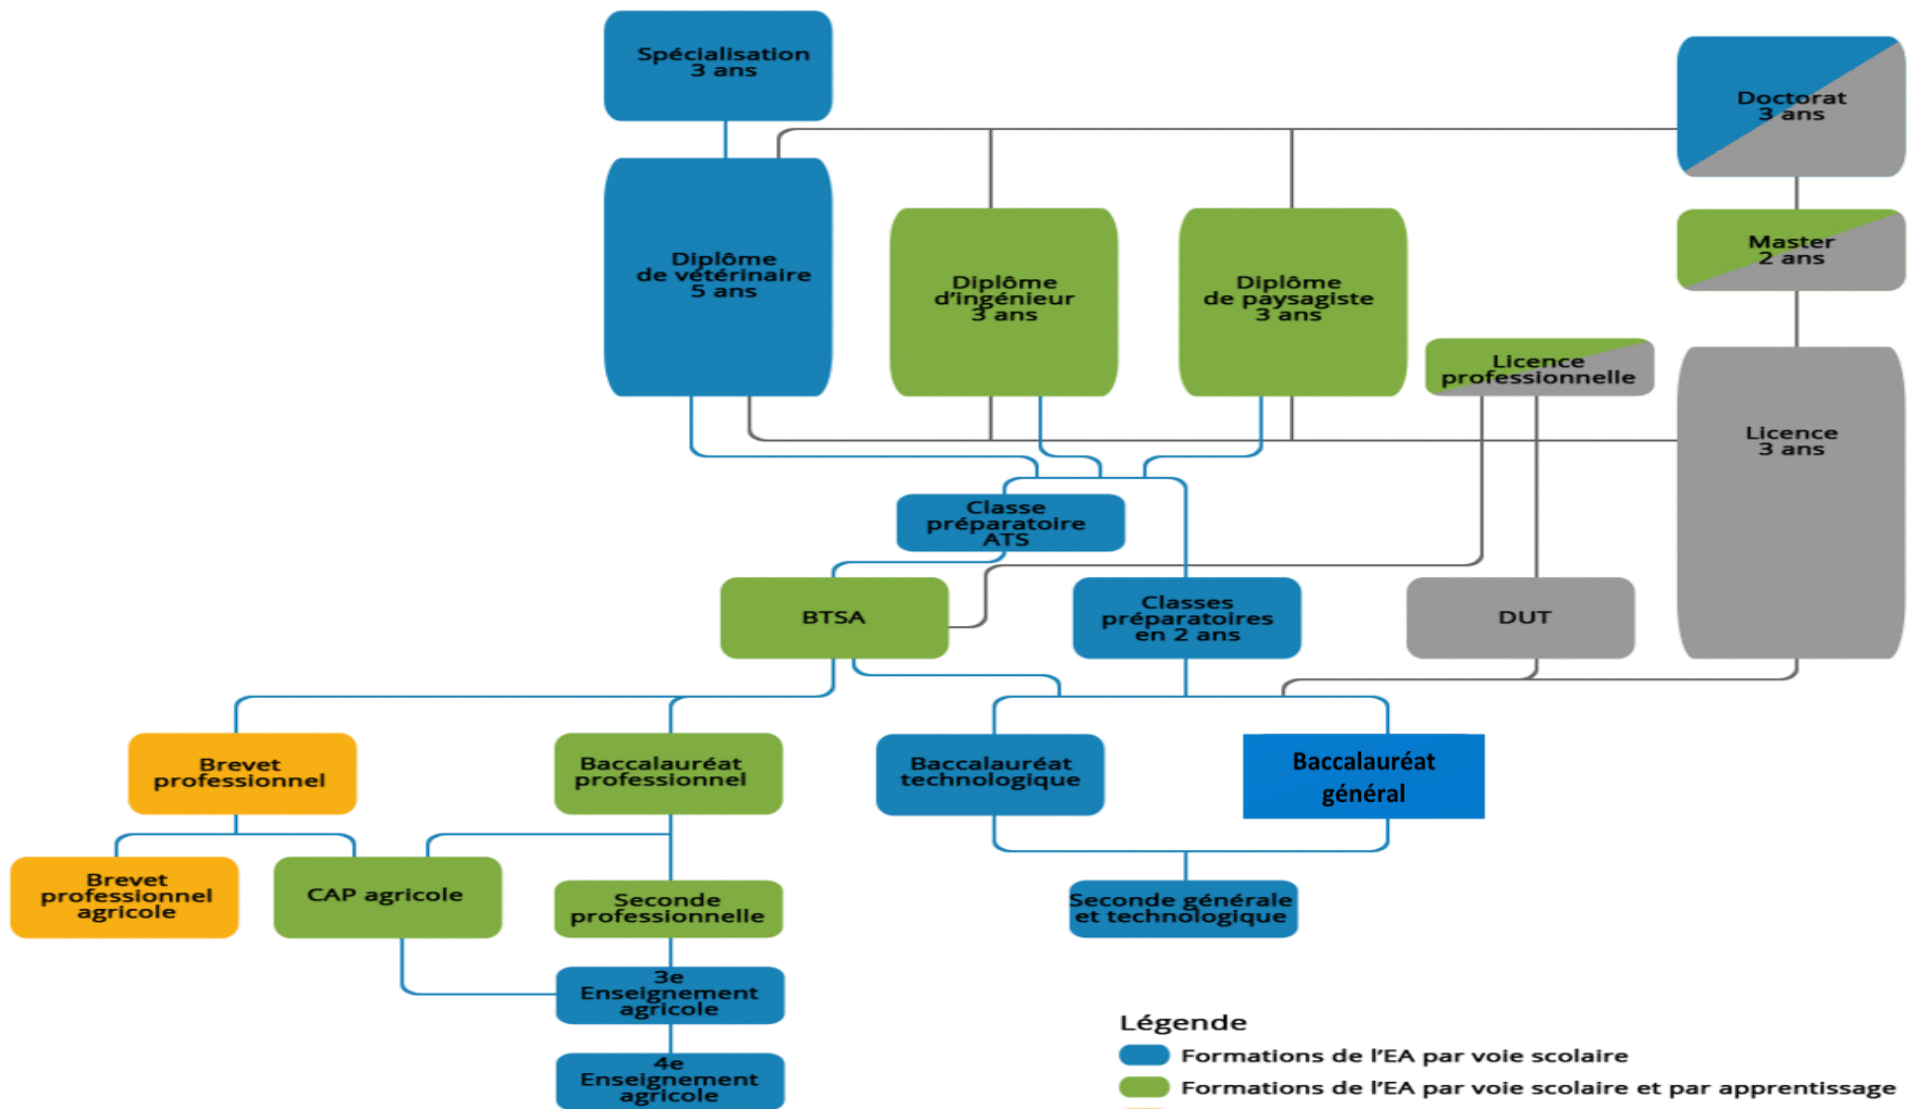 Spécialisation
3 ans
Doctorat
3 ans
Diplôme
de vétérinaire
5 ans
Diplôme
d'ingénieur
3 ans
Diplôme
de paysagiste
3 ans
Master
2 ans
Licence
professionnelle
Licence
3 ans
Classe
préparatoire
ATS
BTSA
Classes
préparatoires
en 2 ans
DUT
Brevet
professionnel
Baccalauréat
professionnel
Baccalauréat
technologique
Baccalauréat
général
Brevet
professionnel
agricole
CAP agricole
Seconde
professionnelle
Seconde générale
et technologique
3e
Enseignement
agricole
4e
Enseignement
agricole
Légende
Formations de l'EA par voie scolaire
Formations de l'EA par voie scolaire et par apprentissage